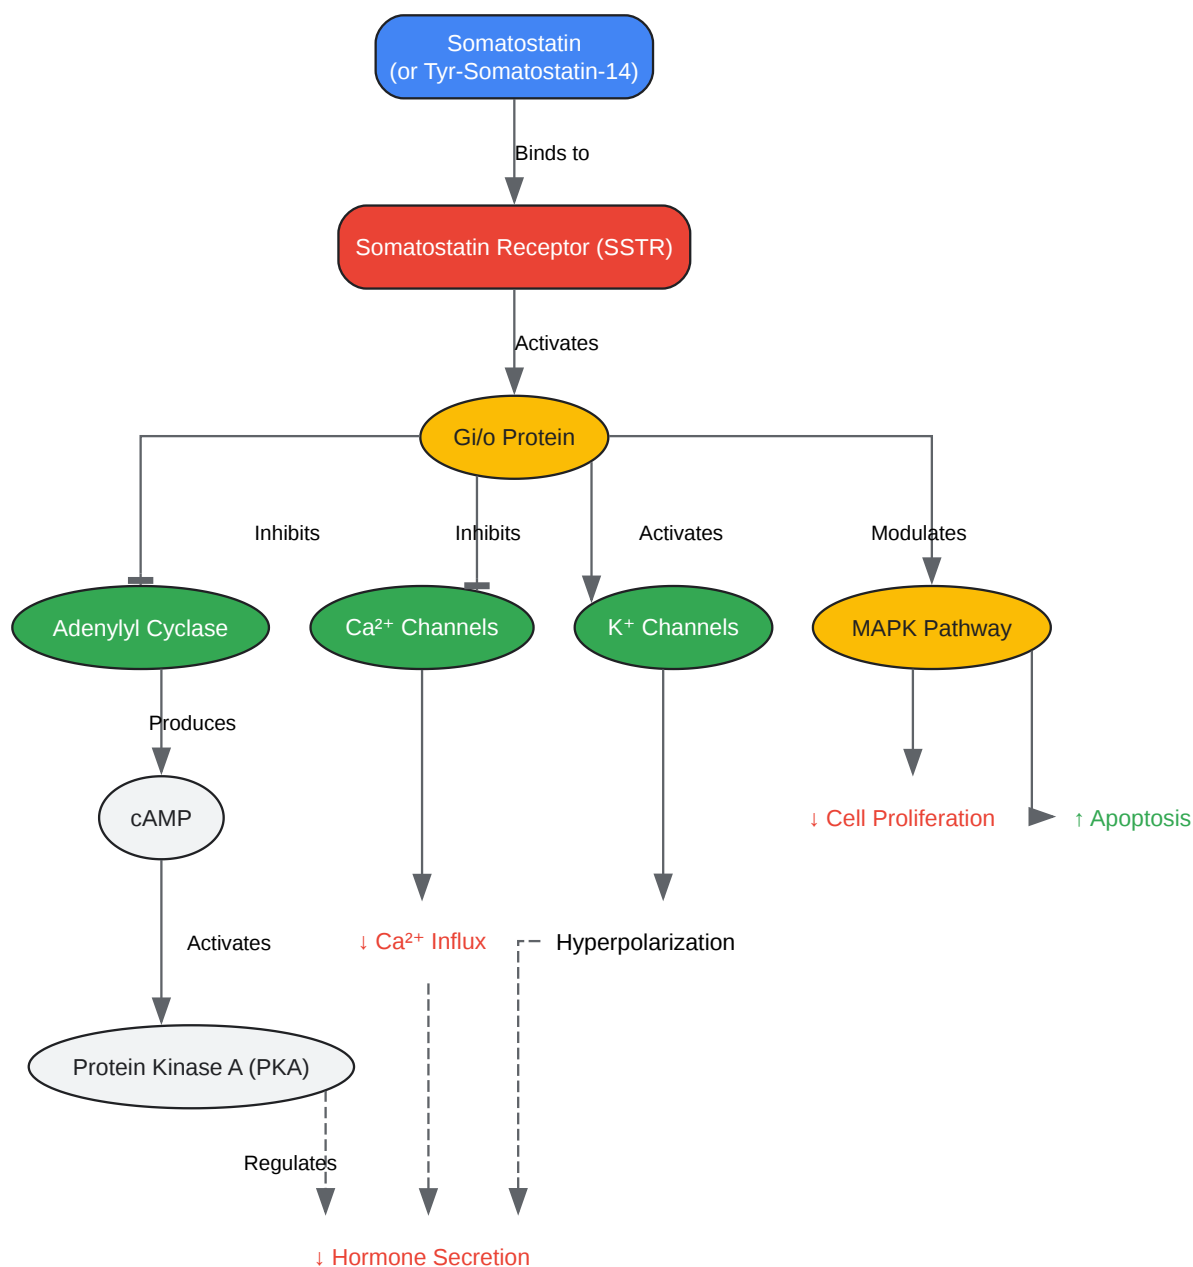 Somatostatin
(or Tyr-Somatostatin-14)
Binds to
Somatostatin Receptor (SSTR)
Activates
Gi/o Protein
Inhibits
Inhibits
Activates
Modulates
Adenylyl Cyclase
Ca²⁺ Channels
K⁺ Channels
MAPK Pathway
Produces
cAMP
↓ Cell Proliferation
↑ Apoptosis
Activates
↓ Ca²⁺ Influx
Hyperpolarization
Protein Kinase A (PKA)
Regulates
↓ Hormone Secretion